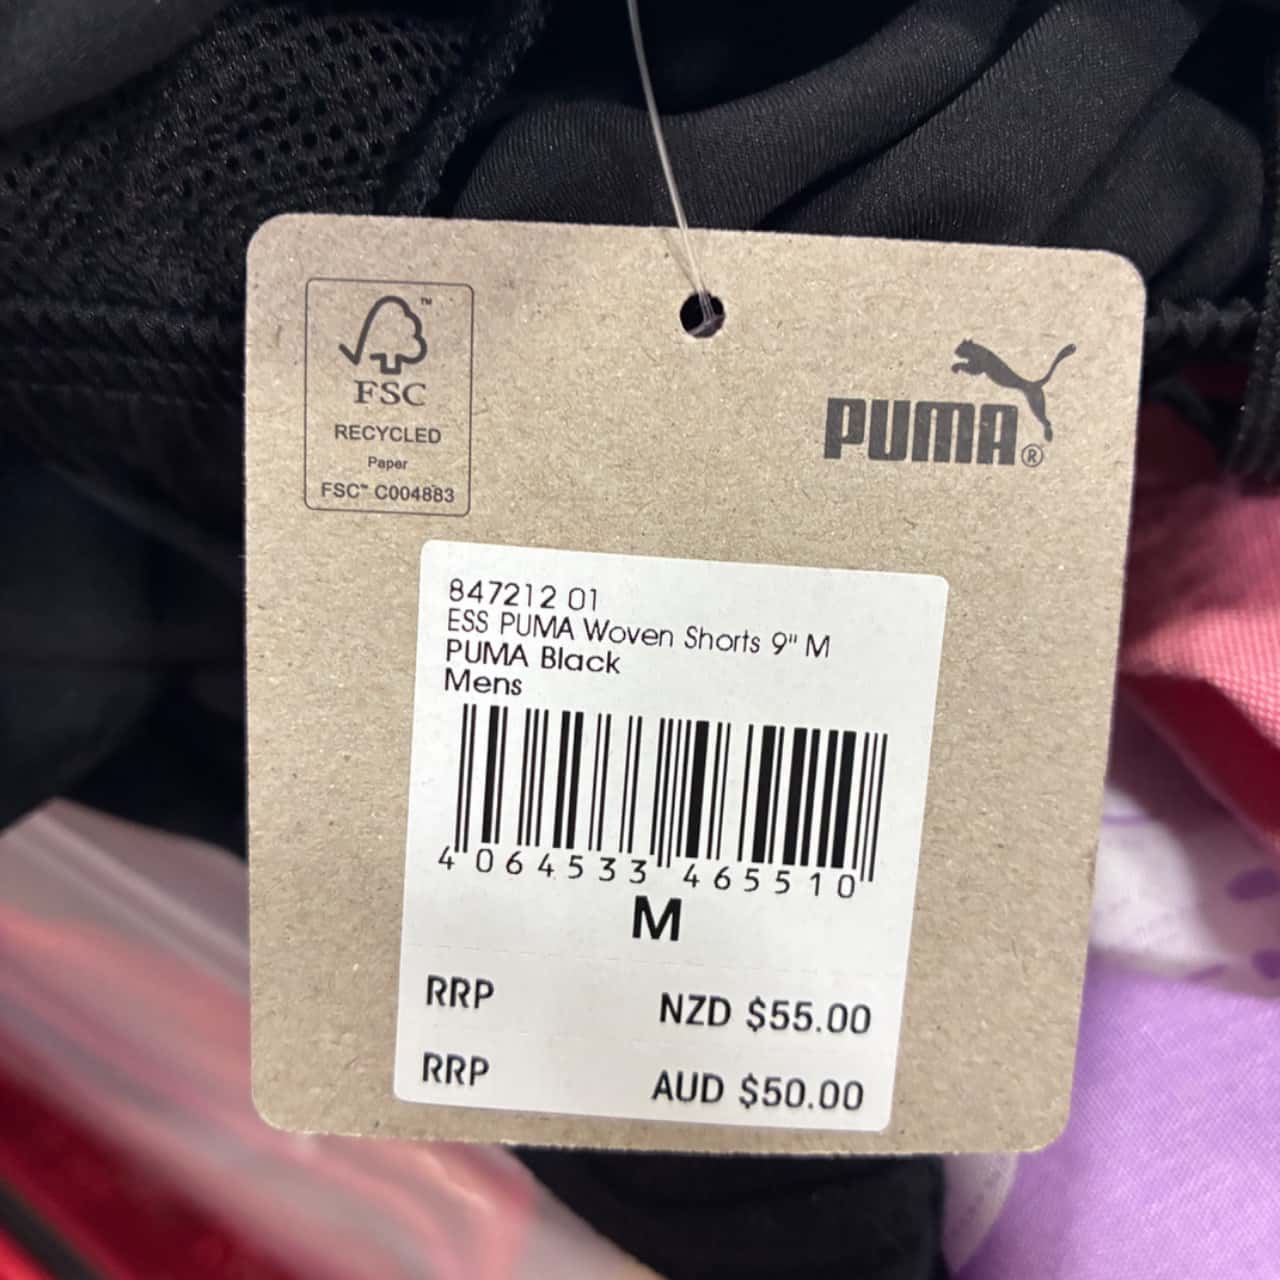 ™
FSC
RECYCLED
Paper
FSC™ C004883
PUMA®
847212 01
ESS PUMA Woven Shorts 9" M
PUMA Black
Mens
4 064533 465510
M
RRP NZD $55.00
RRP AUD $50.00